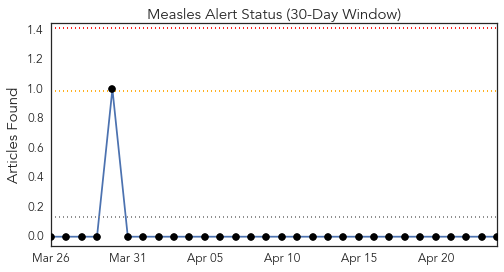 Measles Alert Status (30-Day Window)
Articles Found
1.4
1.2
1.0
0.8
0.6
0.4
0.2
0.0
Mar 26
Mar 31
Apr 05
Apr 10
Apr 15
Apr 20